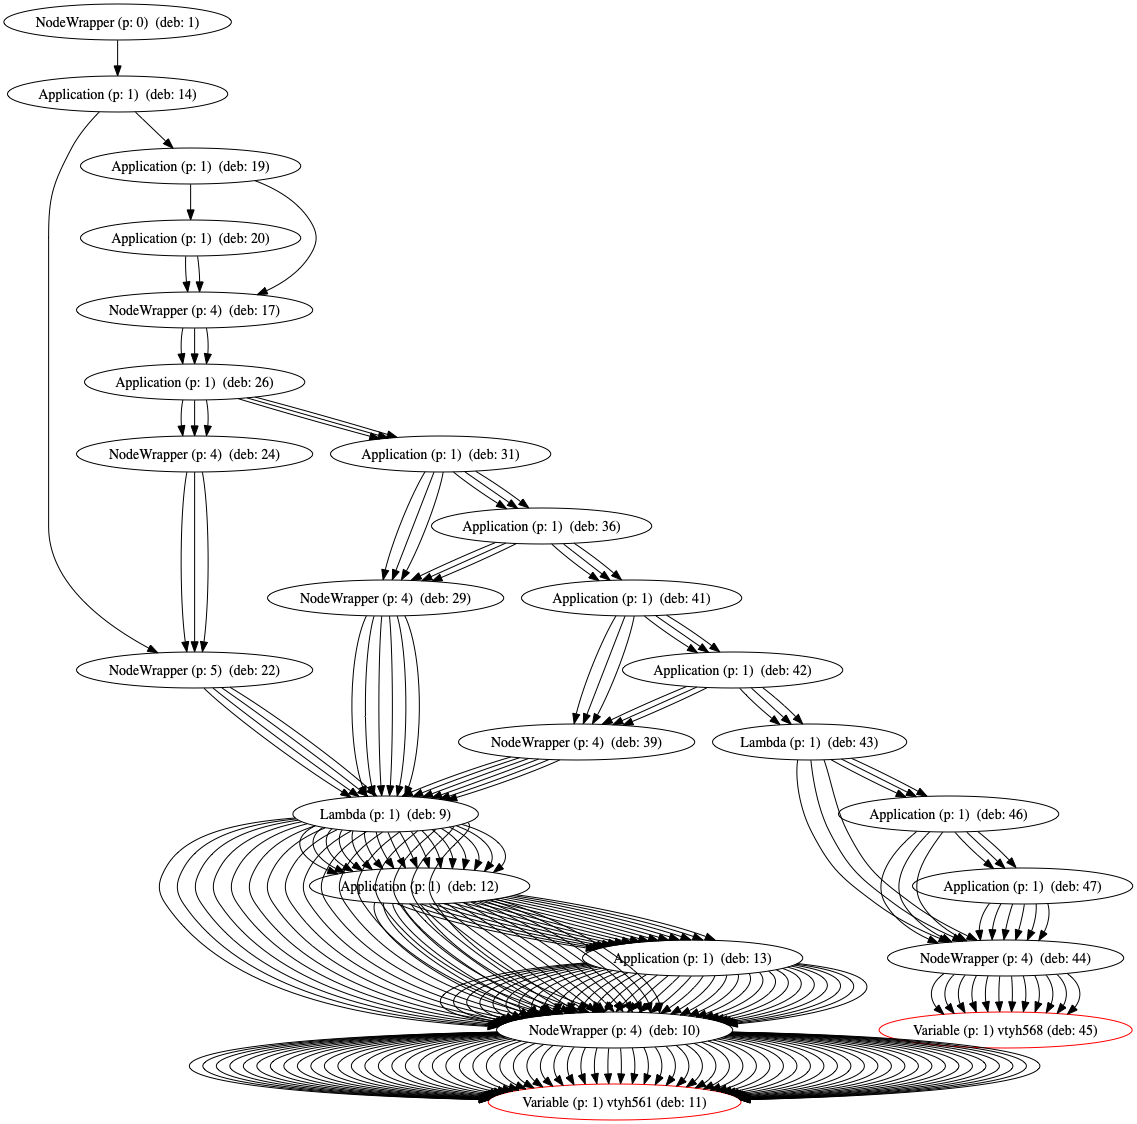 NodeWrapper (p: 0) (deb: 1)
Application (p: 1) (deb: 14)
Application (p: 1) (deb: 19)
Application (p: 1) (deb: 20)
NodeWrapper (p: 4) (deb: 17)
Application (p: 1) (deb: 26)
NodeWrapper (p: 4) (deb: 24)
Application (p: 1) (deb: 31)
Application (p: 1) (deb: 36)
NodeWrapper (p: 4) (deb: 29)
Application (p: 1) (deb: 41)
NodeWrapper (p: 5) (deb: 22)
Application (p: 1) (deb: 42)
NodeWrapper (p: 4) (deb: 39)
Lambda (p: 1) (deb: 43)
Lambda (p: 1) (deb: 9)
Application (p: 1) (deb: 46)
Application (p: 1) (deb: 12)
Application (p: 1) (deb: 47)
Application (p: 1) (deb: 13)
NodeWrapper (p: 4) (deb: 44)
NodeWrapper (p: 4) (deb: 10)
Variable (p: 1) vtyh568 (deb: 45)
Variable (p: 1) vtyh561 (deb: 11)